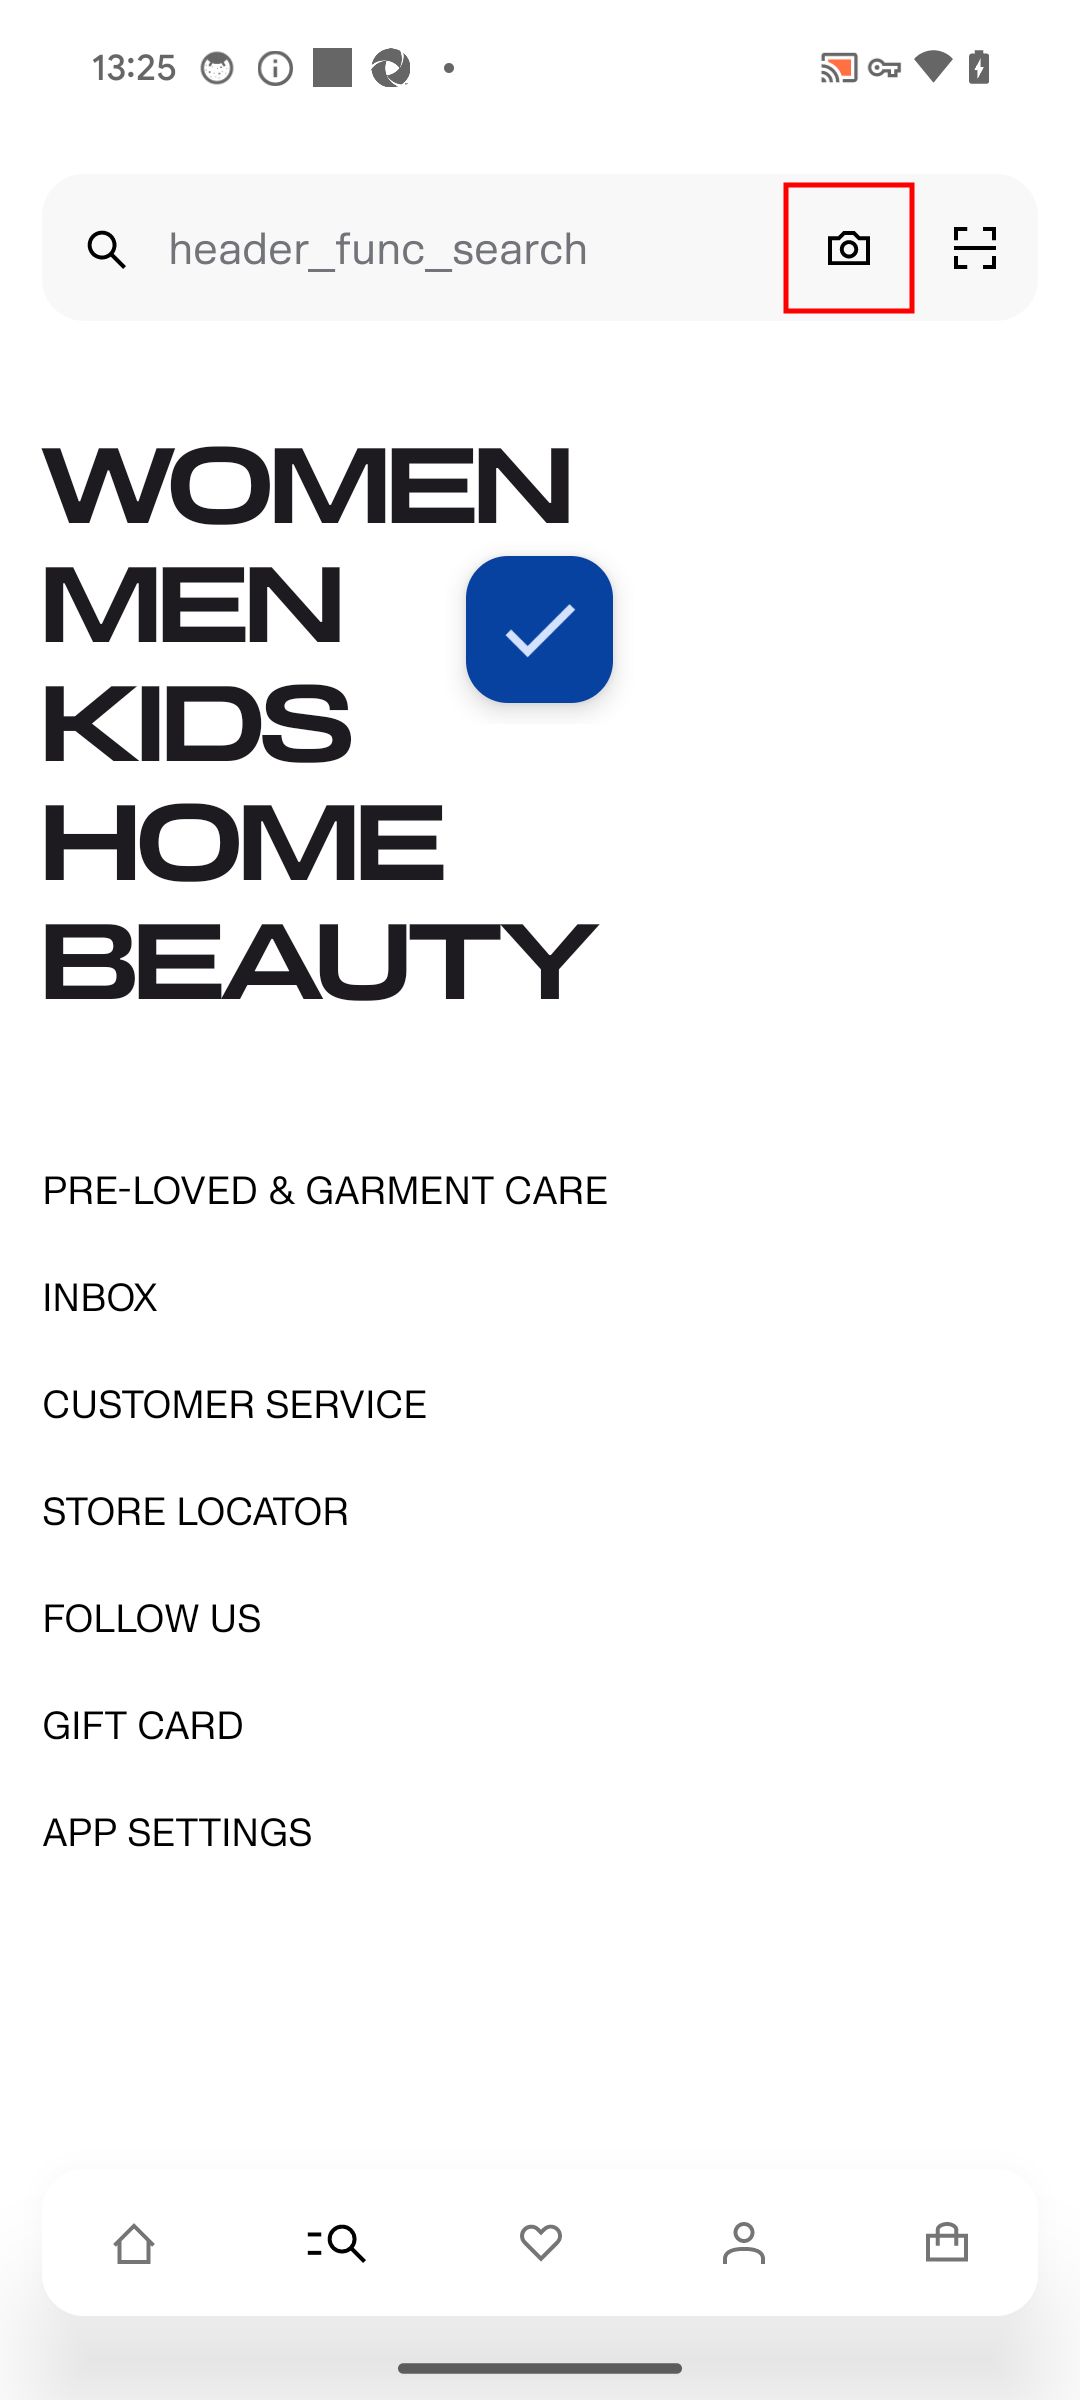 13:25
header_func_search
WOMEN
MEN
KIDS
HOME
BEAUTY
PRE-LOVED & GARMENT CARE
INBOX
CUSTOMER SERVICE
STORE LOCATOR
FOLLOW US
GIFT CARD
APP SETTINGS